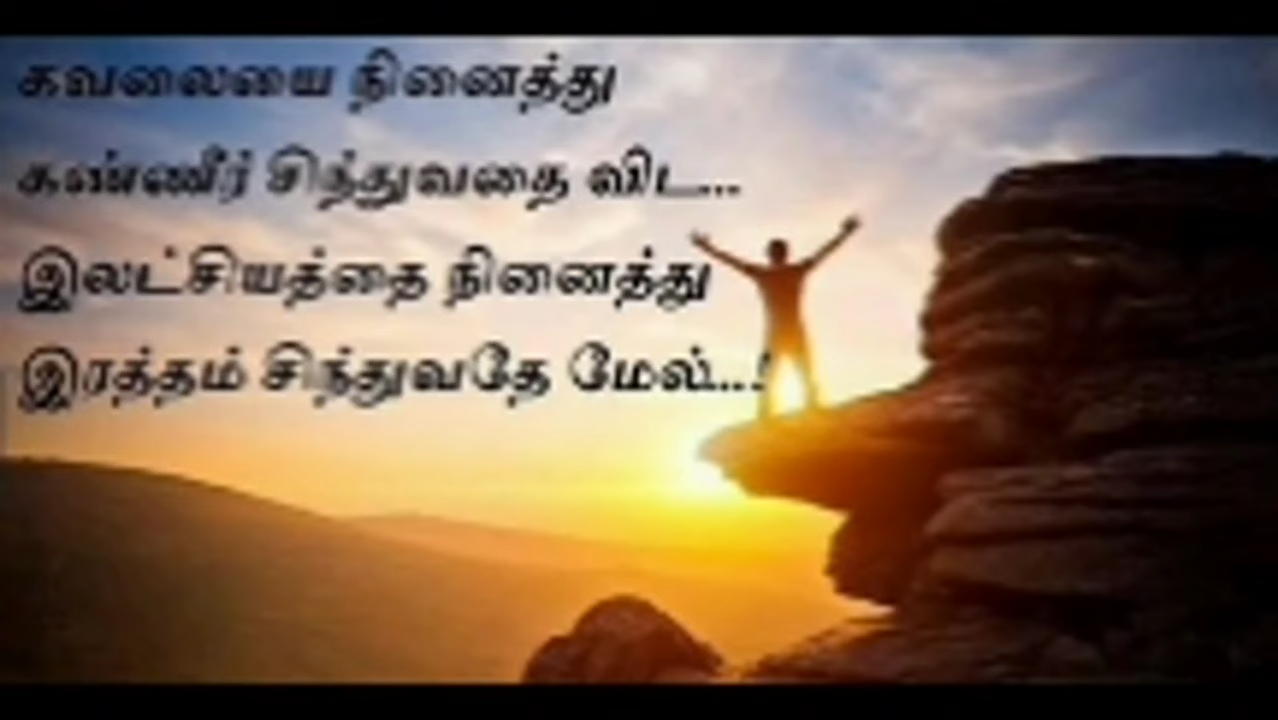 கவலையை நினைத்து
கண்ணீர் சிந்துவதை விட...
இலட்சியத்தை நினைத்து
இரத்தம் சிந்துவதே மேல்...!